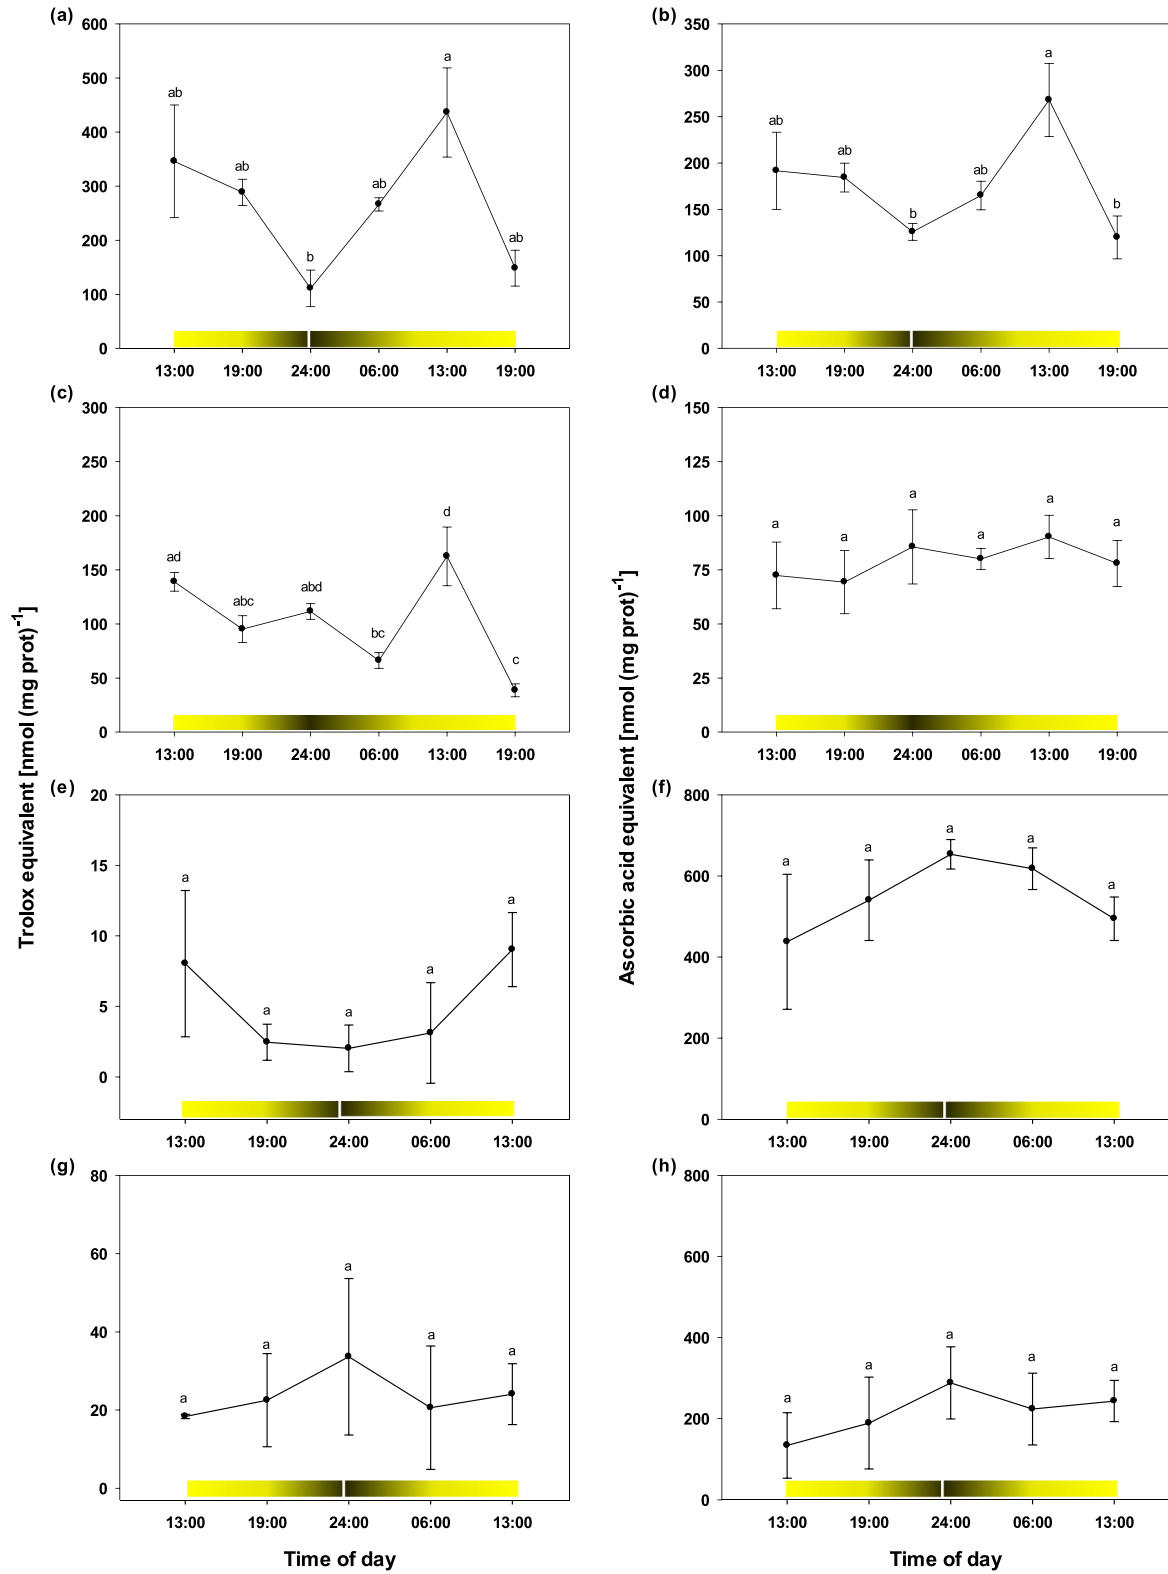 (a)
600
500
400
300
200
100
0
ab
ab
b
ab
a
ab
13:00 19:00 24:00 06:00 13:00 19:00
(b)
350
300
250
200
150
100
50
0
ab
ab
b
ab
a
b
13:00 19:00 24:00 06:00 13:00 19:00
(c)
300
250
200
150
100
50
0
ad
abc
abd
bc
d
c
13:00 19:00 24:00 06:00 13:00 19:00
(d)
150
125
100
75
50
25
0
a
a
a
a
a
a
13:00 19:00 24:00 06:00 13:00 19:00
Trolox equivalent [nmol (mg prot)⁻¹]
Ascorbic acid equivalent [nmol (mg prot)⁻¹]
(e)
20
15
10
5
0
a
a
a
a
a
13:00 19:00 24:00 06:00 13:00
(f)
800
600
400
200
0
a
a
a
a
a
13:00 19:00 24:00 06:00 13:00
(g)
80
60
40
20
0
a
a
a
a
a
13:00 19:00 24:00 06:00 13:00
Time of day
(h)
800
600
400
200
0
a
a
a
a
a
13:00 19:00 24:00 06:00 13:00
Time of day